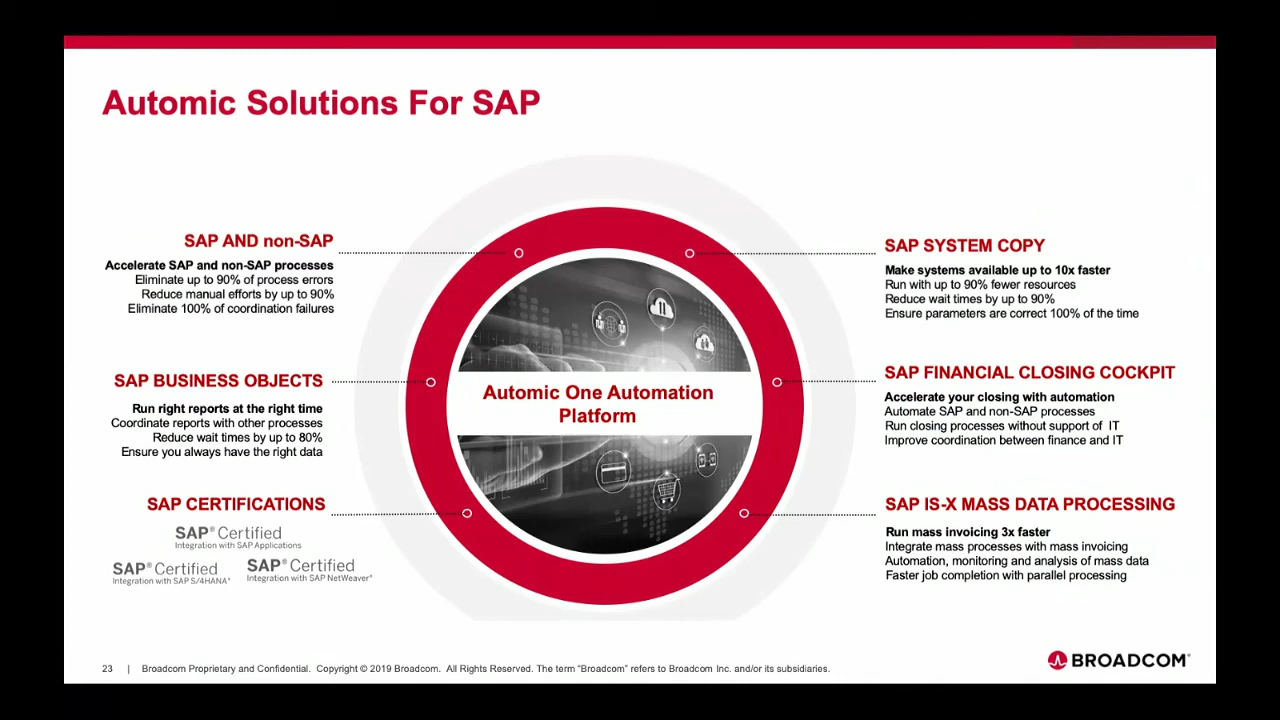 Automic Solutions For SAP
SAP AND non-SAP
Accelerate SAP and non-SAP processes
Eliminate up to 90% of process errors
Reduce manual efforts by up to 90%
Eliminate 100% of coordination failures
SAP BUSINESS OBJECTS
Run right reports at the right time
Coordinate reports with other processes
Reduce wait times by up to 80%
Ensure you always have the right data
SAP CERTIFICATIONS
SAP® Certified
Integration with SAP Applications
SAP® Certified
Integration with SAP S/4HANA®
SAP® Certified
Integration with SAP NetWeaver®
Automic One Automation
Platform
SAP SYSTEM COPY
Make systems available up to 10x faster
Run with up to 90% fewer resources
Reduce wait times by up to 90%
Ensure parameters are correct 100% of the time
SAP FINANCIAL CLOSING COCKPIT
Accelerate your closing with automation
Automate SAP and non-SAP processes
Run closing processes without support of IT
Improve coordination between finance and IT
SAP IS-X MASS DATA PROCESSING
Run mass invoicing 3x faster
Integrate mass processes with mass invoicing
Automation, monitoring and analysis of mass data
Faster job completion with parallel processing
23 | Broadcom Proprietary and Confidential. Copyright © 2019 Broadcom. All Rights Reserved. The term “Broadcom” refers to Broadcom Inc. and/or its subsidiaries.
BROADCOM®